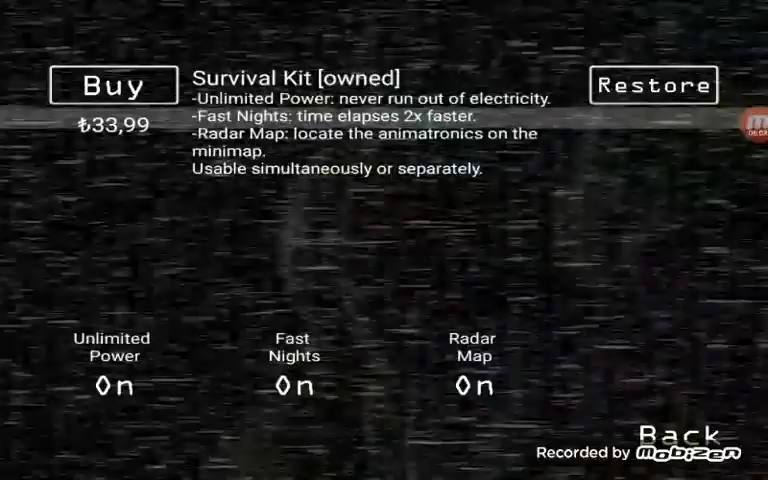 Buy
Survival Kit [owned]
Restore
₺33,99
-Unlimited Power: never run out of electricity.
-Fast Nights: time elapses 2x faster.
-Radar Map: locate the animatronics on the
minimap.
Usable simultaneously or separately.
Unlimited
Power
On
Fast
Nights
On
Radar
Map
On
Back
Recorded by mobizen